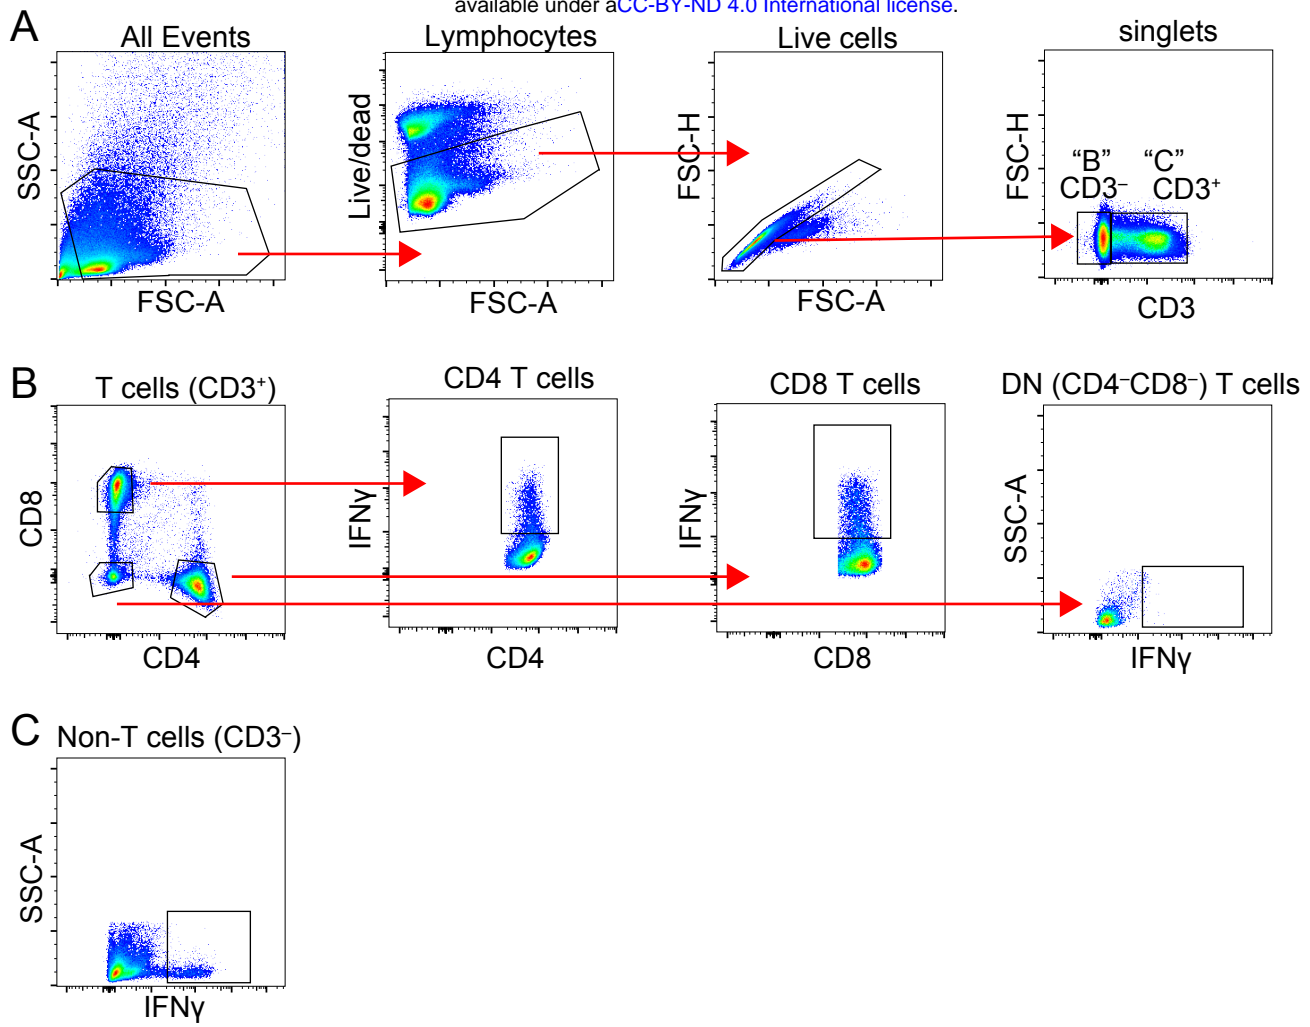 available under aCC-BY-ND 4.0 International license.
A
All Events
Lymphocytes
Live cells
singlets
SSC-A
FSC-A
Live/dead
FSC-A
FSC-H
FSC-A
FSC-H
“B”
CD3⁻
“C”
CD3⁺
CD3
B
T cells (CD3⁺)
CD4 T cells
CD8 T cells
DN (CD4⁻CD8⁻) T cells
CD8
CD4
IFNγ
CD4
IFNγ
CD8
SSC-A
IFNγ
C
Non-T cells (CD3⁻)
SSC-A
IFNγ